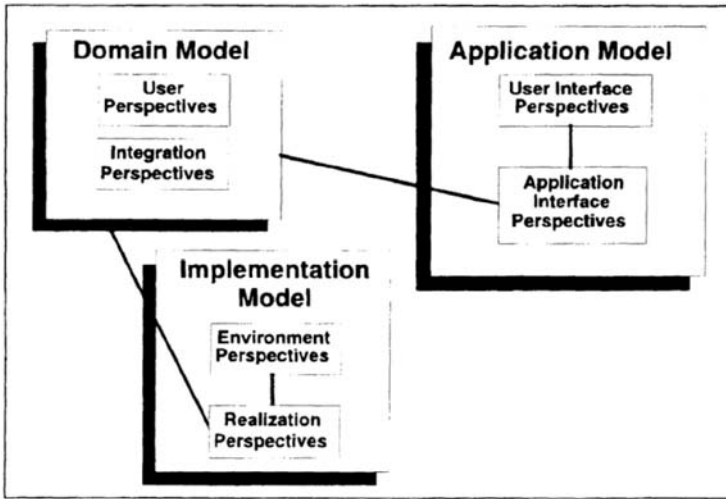 Domain Model
User
Perspectives
Integration
Perspectives
Application Model
User Interface
Perspectives
Application
Interface
Perspectives
Implementation
Model
Environment
Perspectives
Realization
Perspectives